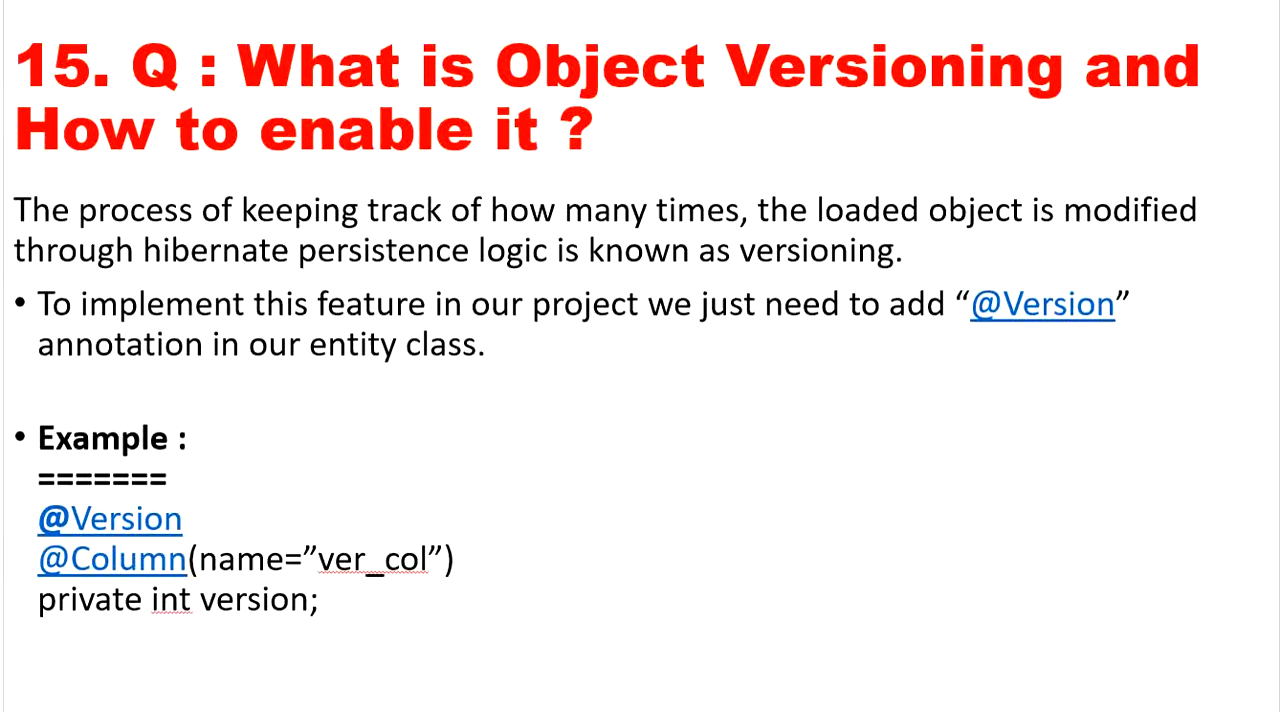 15. Q : What is Object Versioning and
How to enable it ?
The process of keeping track of how many times, the loaded object is modified
through hibernate persistence logic is known as versioning.
• To implement this feature in our project we just need to add “@Version”
annotation in our entity class.
• Example :
=======
@Version
@Column(name=”ver_col”)
private int version;